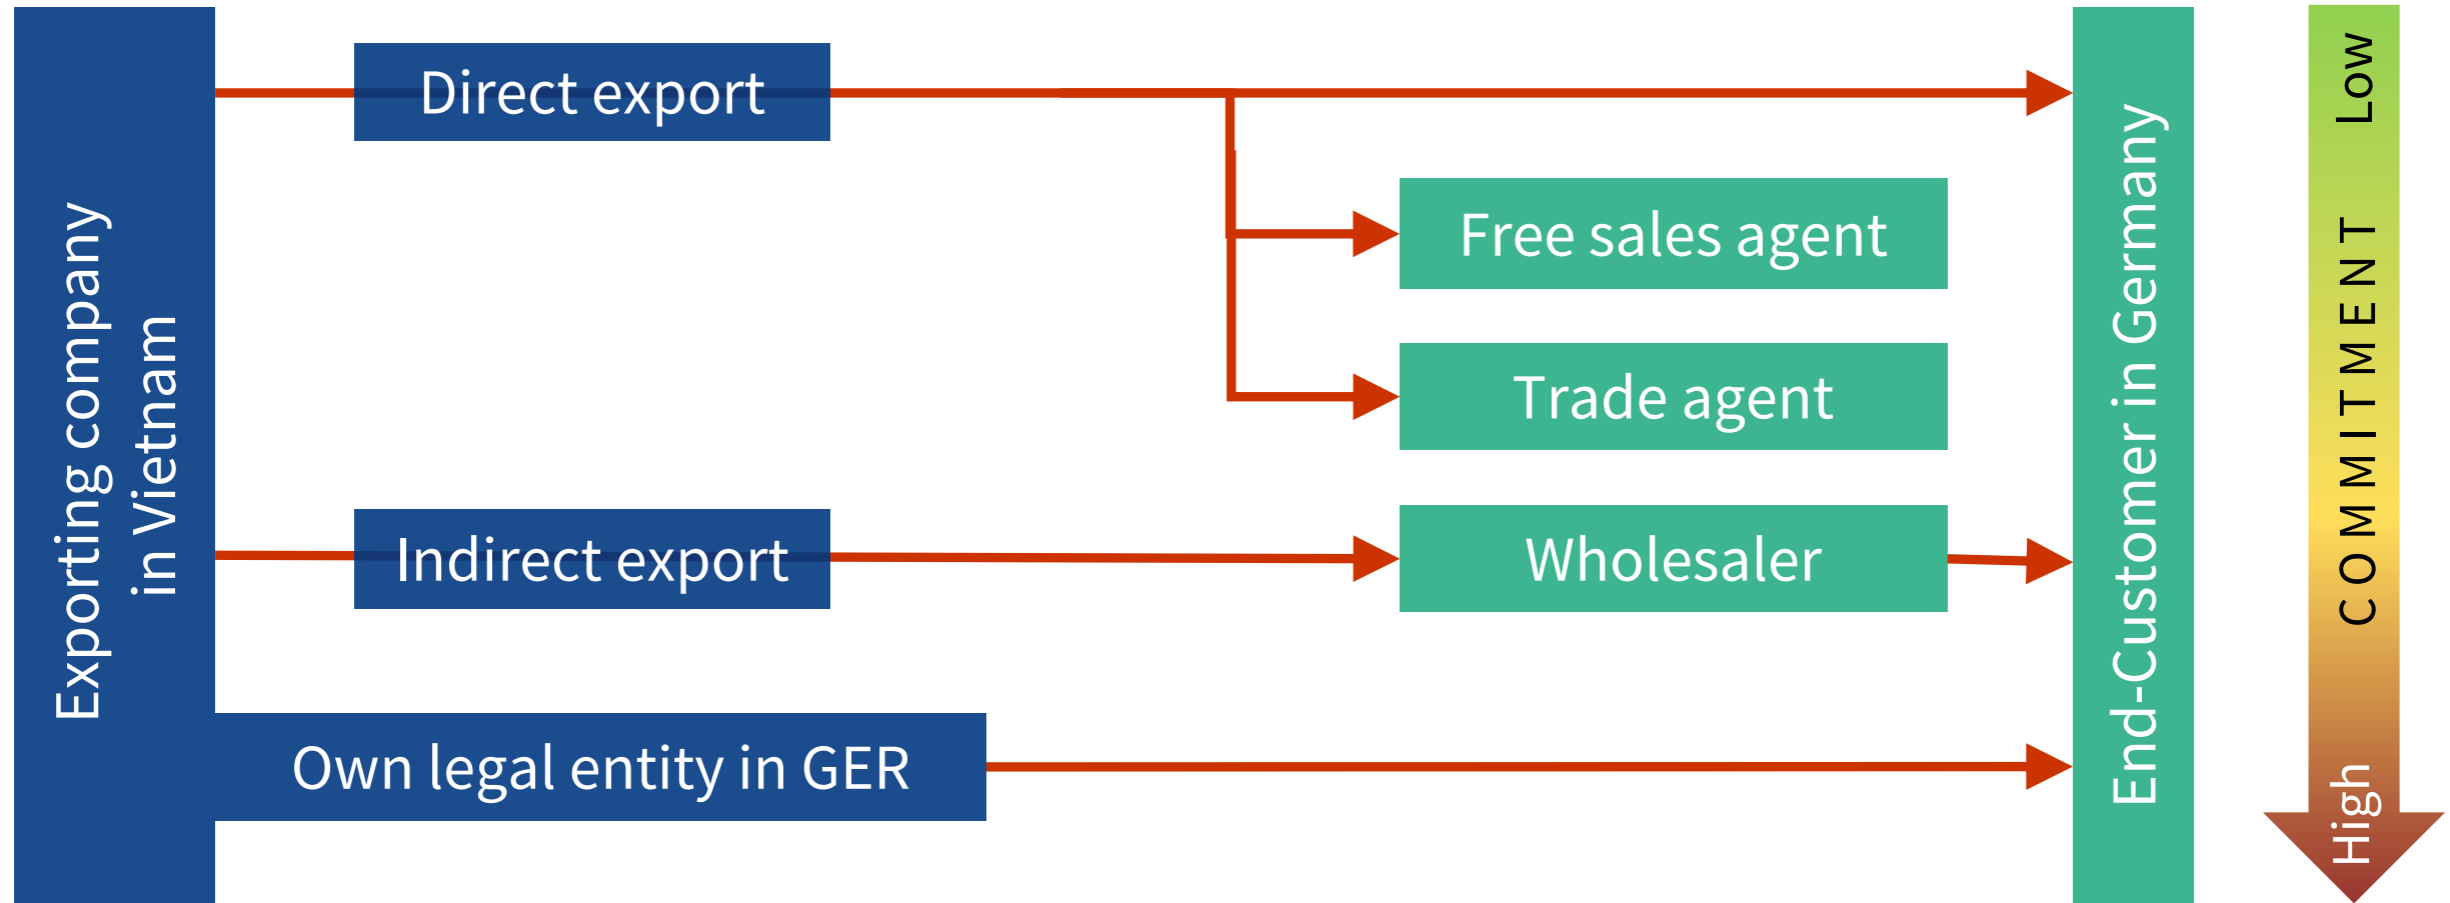 Exporting company
in Vietnam
Direct export
Free sales agent
Trade agent
Indirect export
Wholesaler
Own legal entity in GER
End-Customer in Germany
Low
COMMITMENT
High